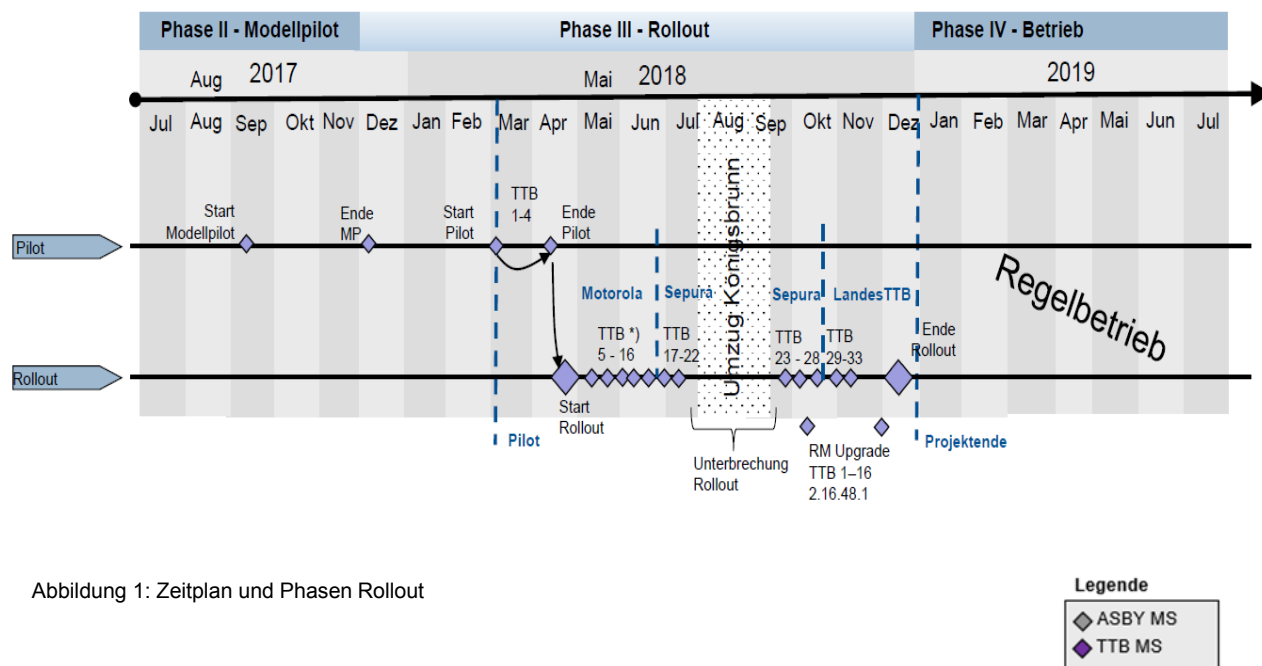 Phase II - Modellpilot
Phase III - Rollout
Phase IV - Betrieb
Aug 2017
Mai 2018
2019
Jul Aug Sep Okt Nov Dez Jan Feb Mar Apr Mai Jun Jul Aug Sep Okt Nov Dez Jan Feb Mar Apr Mai Jun Jul
Pilot
Start
Modellpilot
Ende
MP
Start
Pilot
TTB
1-4
Ende
Pilot
Motorola
Sepura
Umzug Königsbrunn
Sepura
LandesTTB
Regelbetrieb
Rollout
TTB *)
5 - 16
TTB
17-22
TTB
23 - 28
TTB
29-33
Ende
Rollout
Start
Rollout
Pilot
Unterbrechung
Rollout
RM Upgrade
TTB 1–16
2.16.48.1
Projektende
Abbildung 1: Zeitplan und Phasen Rollout
Legende
ASBY MS
TTB MS